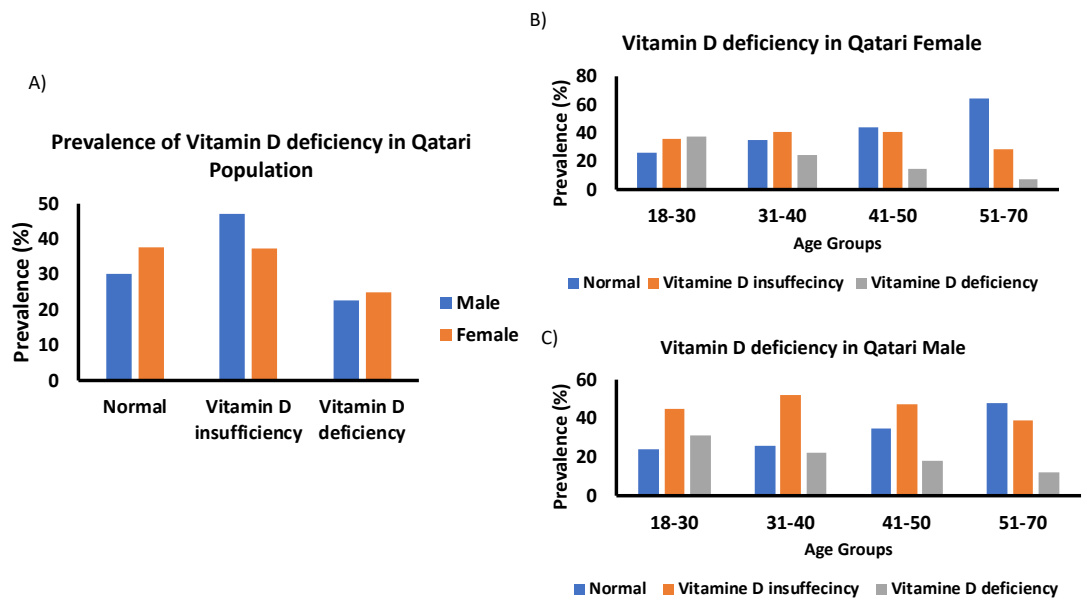 A)
Prevalence of Vitamin D deficiency in Qatari
Population
Prevalence (%)
50
40
30
20
10
0
Normal
Vitamin D
insufficiency
Vitamin D
deficiency
Male
Female
B)
Vitamin D deficiency in Qatari Female
Prevalence (%)
80
60
40
20
0
18-30
31-40
41-50
51-70
Age Groups
Normal
Vitamine D insuffecincy
Vitamine D deficiency
C)
Vitamin D deficiency in Qatari Male
Prevalence (%)
60
40
20
0
18-30
31-40
41-50
51-70
Age Groups
Normal
Vitamine D insuffecincy
Vitamine D deficiency